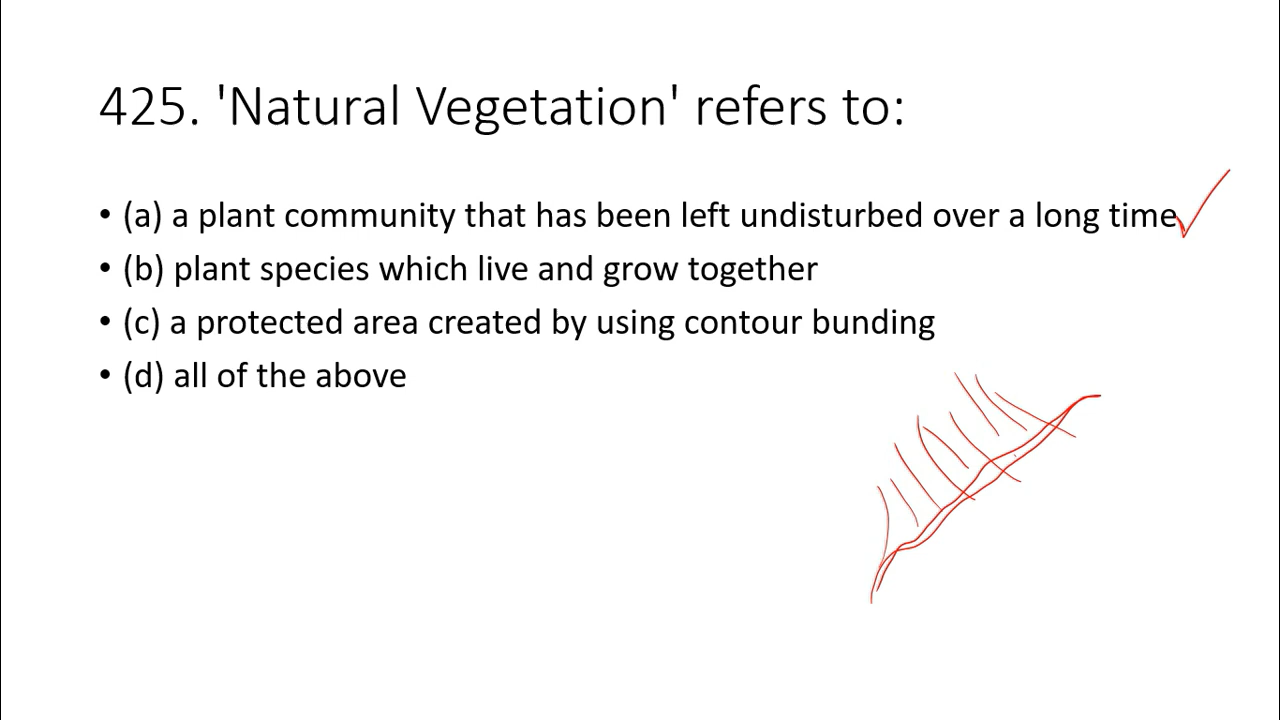 425. 'Natural Vegetation' refers to:
• (a) a plant community that has been left undisturbed over a long time
• (b) plant species which live and grow together
• (c) a protected area created by using contour bunding
• (d) all of the above